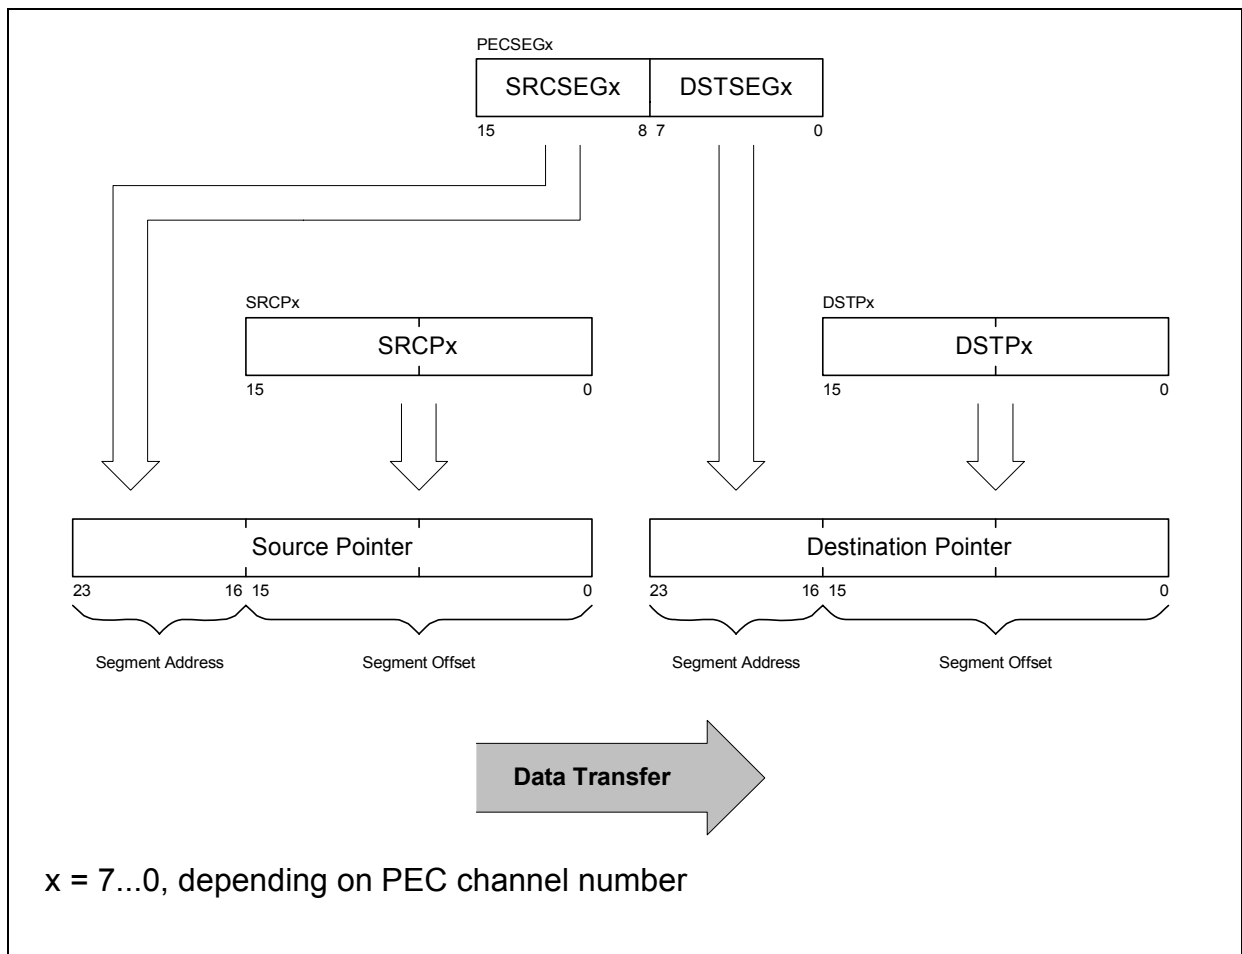 PECSEGx
SRCSEGx DSTSEGx
15 8 7 0
SRCPx DSTPx
SRCPx DSTPx
15 0 15 0
Source Pointer Destination Pointer
23 16 15 0 23 16 15 0
Segment Address Segment Offset Segment Address Segment Offset
Data Transfer
x = 7...0, depending on PEC channel number